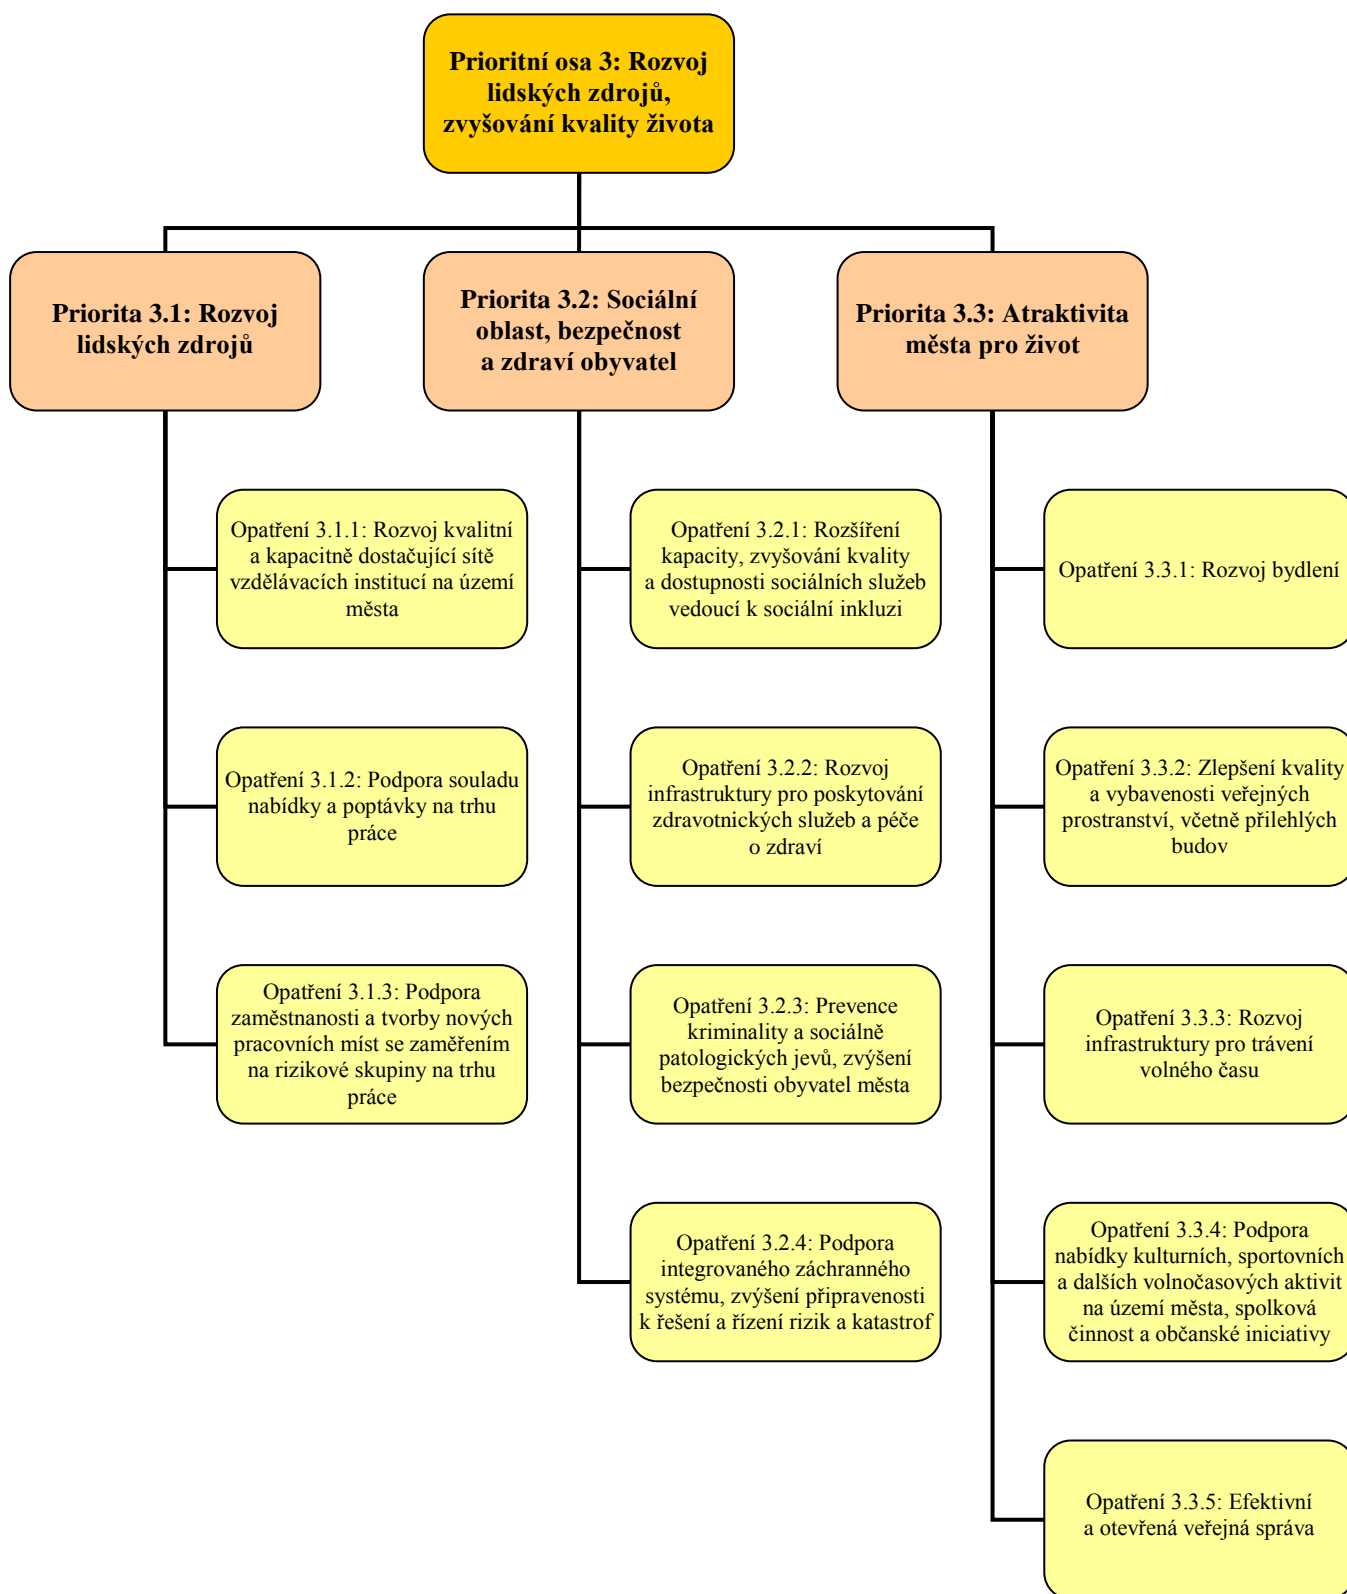 Prioritní osa 3: Rozvoj
lidských zdrojů,
zvyšování kvality života
Priorita 3.1: Rozvoj
lidských zdrojů
Priorita 3.2: Sociální
oblast, bezpečnost
a zdraví obyvatel
Priorita 3.3: Atraktivita
města pro život
Opatření 3.1.1: Rozvoj kvalitní
a kapacitně dostačující sítě
vzdělávacích institucí na území
města
Opatření 3.1.2: Podpora souladu
nabídky a poptávky na trhu
práce
Opatření 3.1.3: Podpora
zaměstnanosti a tvorby nových
pracovních míst se zaměřením
na rizikové skupiny na trhu
práce
Opatření 3.2.1: Rozšíření
kapacity, zvyšování kvality
a dostupnosti sociálních služeb
vedoucí k sociální inkluzi
Opatření 3.2.2: Rozvoj
infrastruktury pro poskytování
zdravotnických služeb a péče
o zdraví
Opatření 3.2.3: Prevence
kriminality a sociálně
patologických jevů, zvýšení
bezpečnosti obyvatel města
Opatření 3.2.4: Podpora
integrovaného záchranného
systému, zvýšení připravenosti
k řešení a řízení rizik a katastrof
Opatření 3.3.1: Rozvoj bydlení
Opatření 3.3.2: Zlepšení kvality
a vybavenosti veřejných
prostranství, včetně přilehlých
budov
Opatření 3.3.3: Rozvoj
infrastruktury pro trávení
volného času
Opatření 3.3.4: Podpora
nabídky kulturních, sportovních
a dalších volnočasových aktivit
na území města, spolková
činnost a občanské iniciativy
Opatření 3.3.5: Efektivní
a otevřená veřejná správa